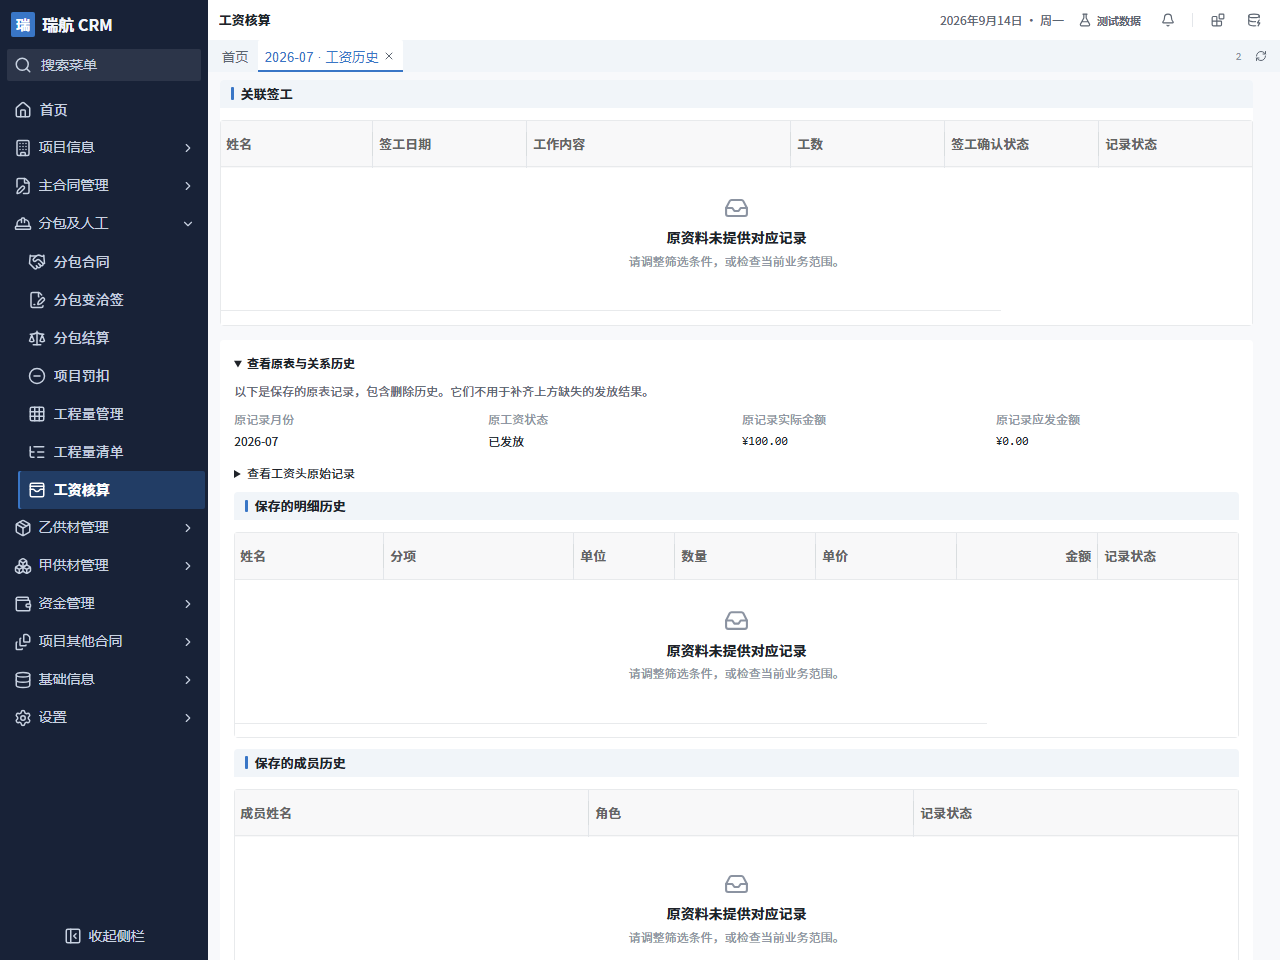 瑞 瑞航 CRM
搜索菜单
首页
项目信息
主合同管理
分包及人工
分包合同
分包变洽签
分包结算
项目罚扣
工程量管理
工程量清单
工资核算
乙供材管理
甲供材管理
资金管理
项目其他合同
基础信息
设置
收起侧栏
工资核算
2026年9月14日 · 周一 测试数据
首页 2026-07 · 工资历史 × 2
关联签工
姓名 签工日期 工作内容 工数 签工确认状态 记录状态
原资料未提供对应记录
请调整筛选条件，或检查当前业务范围。
查看原表与关系历史
以下是保存的原表记录，包含删除历史。它们不用于补齐上方缺失的发放结果。
原记录月份 原工资状态 原记录实际金额 原记录应发金额
2026-07 已发放 ¥100.00 ¥0.00
查看工资头原始记录
保存的明细历史
姓名 分项 单位 数量 单价 金额 记录状态
原资料未提供对应记录
请调整筛选条件，或检查当前业务范围。
保存的成员历史
成员姓名 角色 记录状态
原资料未提供对应记录
请调整筛选条件，或检查当前业务范围。